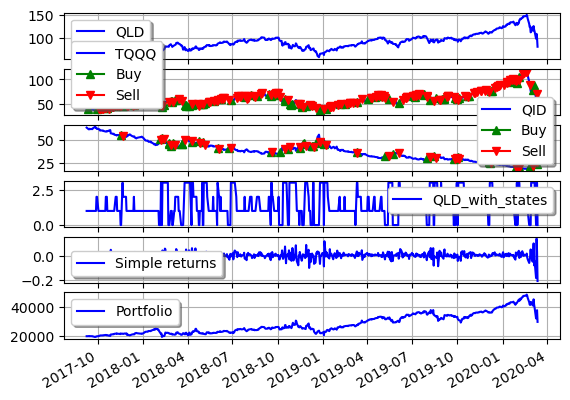 150
100
QLD
100
50
TQQQ
Buy
Sell
50
25
QID
Buy
Sell
2.5
0.0
QLD_with_states
0.0
−0.2
Simple returns
40000
20000
Portfolio
2017-10
2018-01
2018-04
2018-07
2018-10
2019-01
2019-04
2019-07
2019-10
2020-01
2020-04